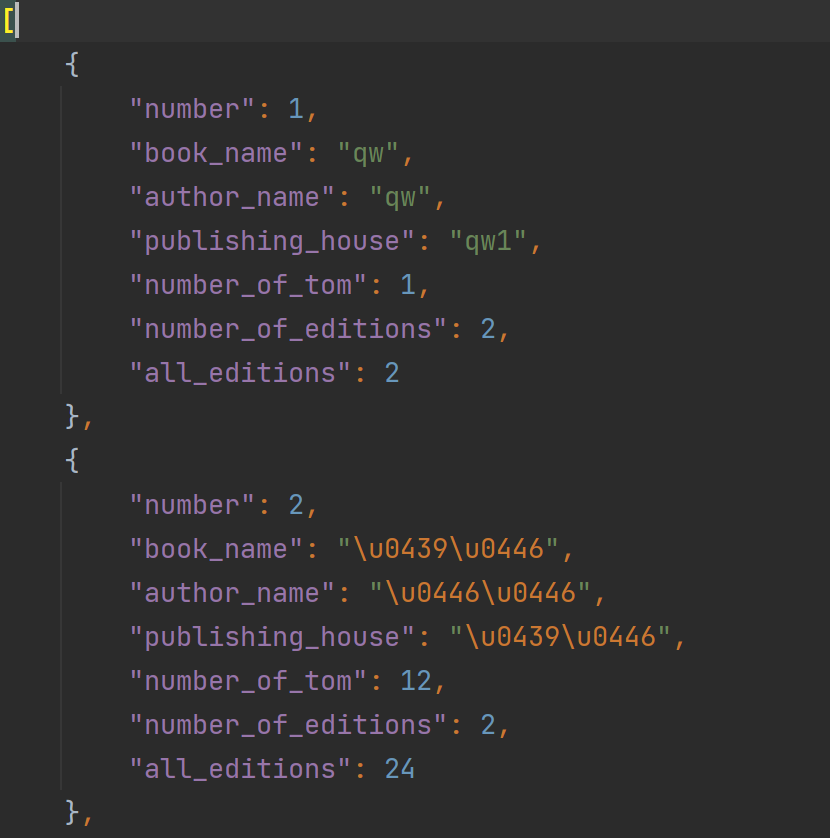 [
{
"number": 1,
"book_name": "qw",
"author_name": "qw",
"publishing_house": "qw1",
"number_of_tom": 1,
"number_of_editions": 2,
"all_editions": 2
},
{
"number": 2,
"book_name": "\u0439\u0446",
"author_name": "\u0446\u0446",
"publishing_house": "\u0439\u0446",
"number_of_tom": 12,
"number_of_editions": 2,
"all_editions": 24
},